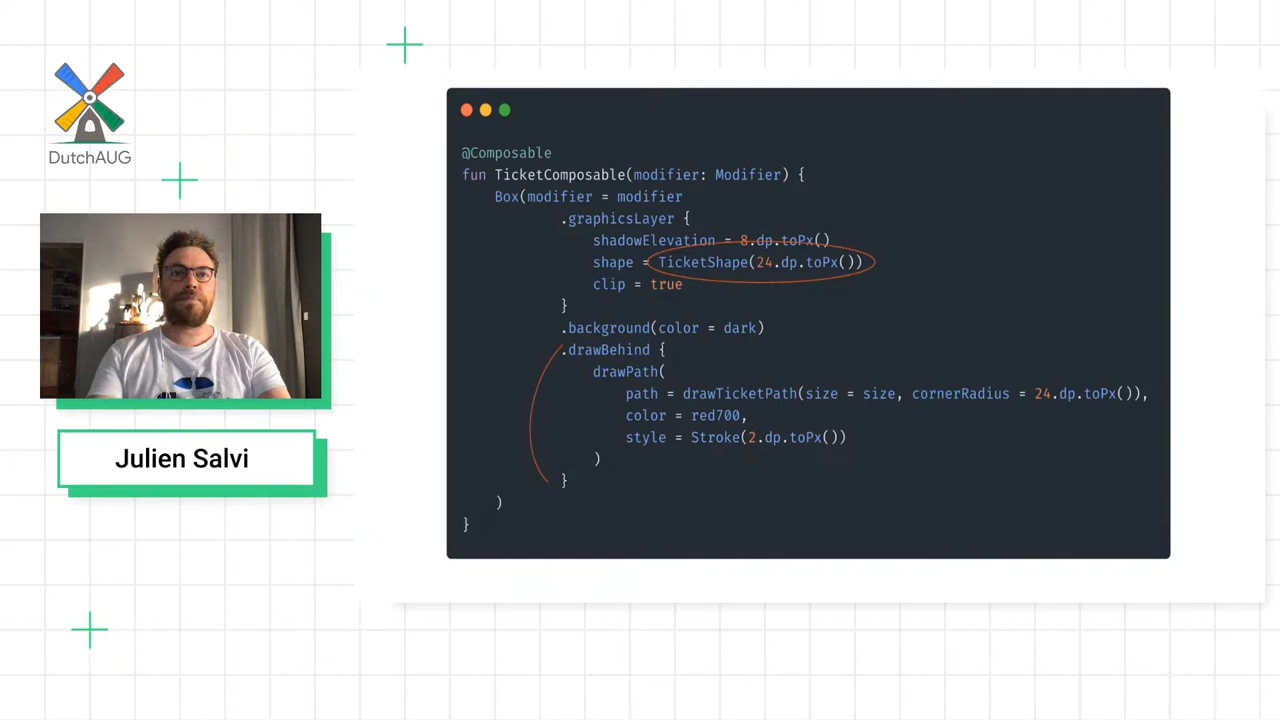 DutchAUG
Julien Salvi
@Composable
fun TicketComposable(modifier: Modifier) {
    Box(modifier = modifier
            .graphicsLayer {
                shadowElevation = 8.dp.toPx()
                shape = TicketShape(24.dp.toPx())
                clip = true
            }
            .background(color = dark)
            .drawBehind {
                drawPath(
                    path = drawTicketPath(size = size, cornerRadius = 24.dp.toPx()),
                    color = red700,
                    style = Stroke(2.dp.toPx())
                )
            }
    )
}